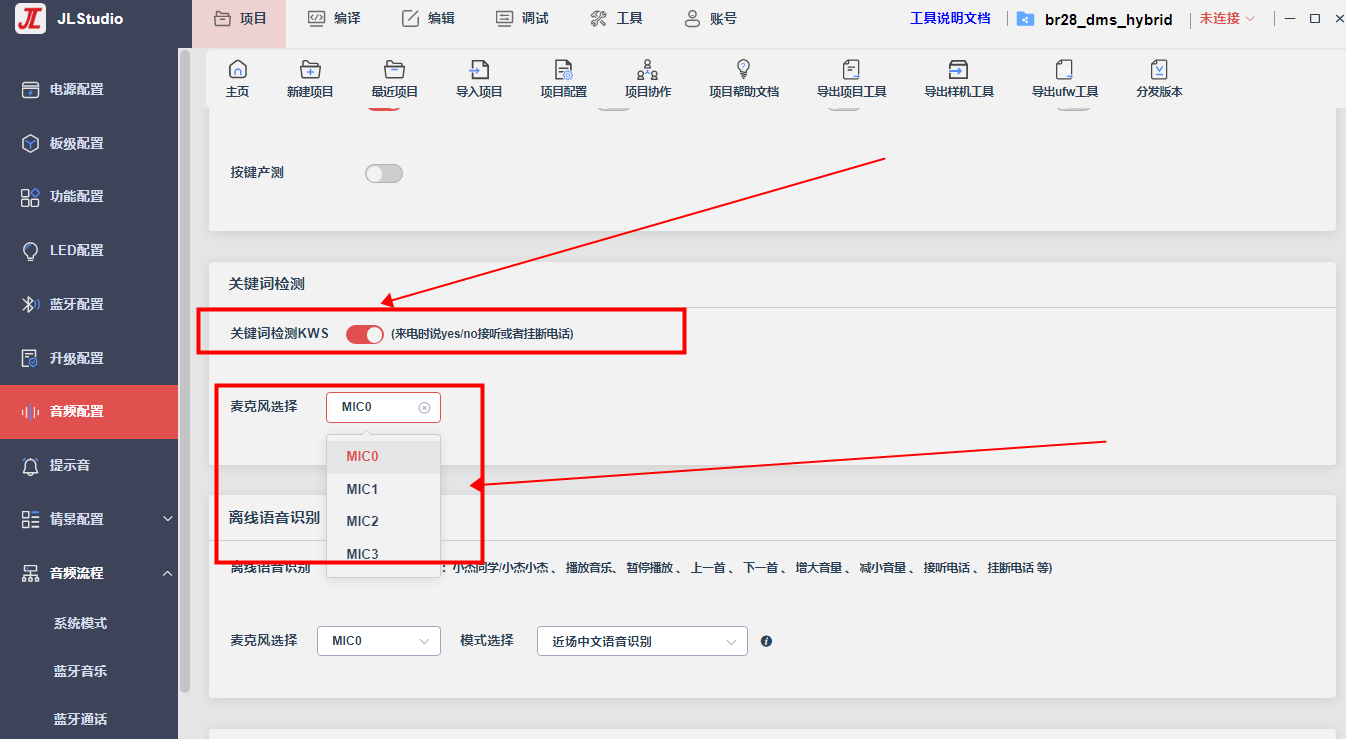 JL JLStudio
项目 编译 编辑 调试 工具 账号 工具说明文档 br28_dms_hybrid 未连接
主页 新建项目 最近项目 导入项目 项目配置 项目协作 项目帮助文档 导出项目工具 导出样机工具 导出ufw工具 分发版本
电源配置
板级配置
功能配置
LED配置
蓝牙配置
升级配置
音频配置
提示音
情景配置
音频流程
系统模式
蓝牙音乐
蓝牙通话
按键产测
关键词检测
关键词检测KWS (来电时说yes/no接听或者挂断电话)
麦克风选择 MIC0
MIC0
MIC1
MIC2
MIC3
离线语音识别
离线语音识别 : 小杰同学/小杰小杰 、 播放音乐、 暂停播放 、 上一首 、 下一首 、 增大音量 、 减小音量 、 接听电话 、 挂断电话 等)
麦克风选择 MIC0 模式选择 近场中文语音识别